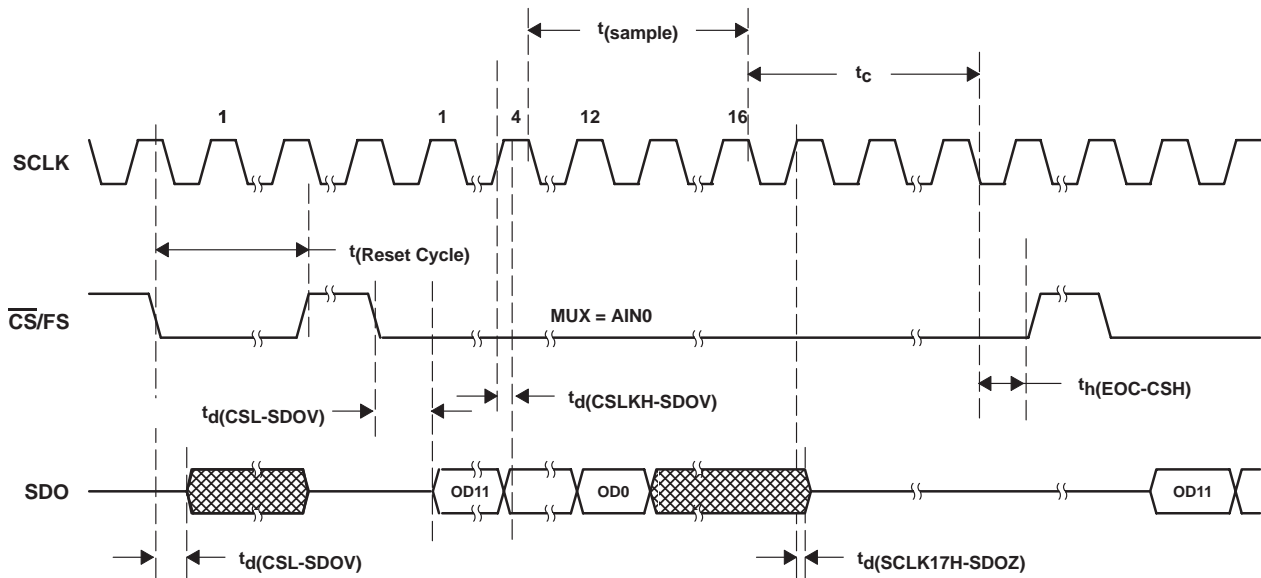 t(sample)
tc
1 1 4 12 16
SCLK
t(Reset Cycle)
CS/FS
MUX = AIN0
td(CSL-SDOV)
td(CSLKH-SDOV)
th(EOC-CSH)
SDO
OD11 OD0 OD11
td(CSL-SDOV)
td(SCLK17H-SDOZ)